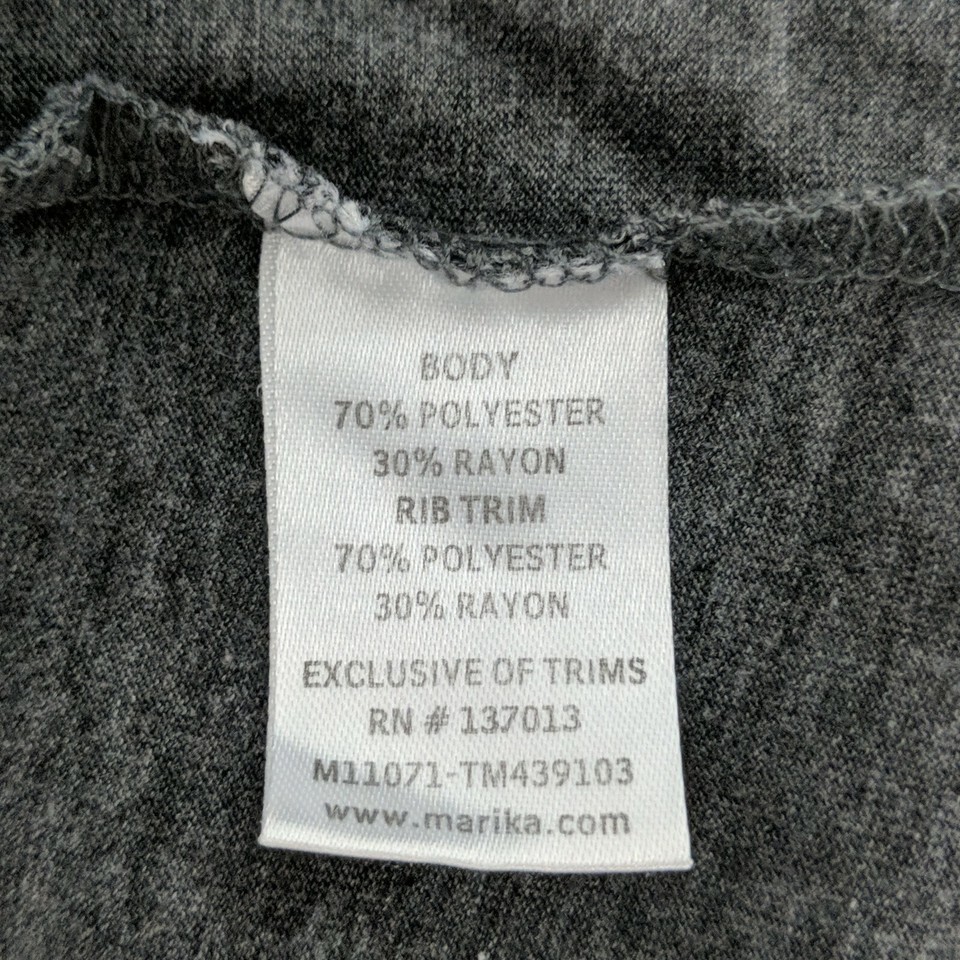 BODY
70% POLYESTER
30% RAYON
RIB TRIM
70% POLYESTER
30% RAYON
EXCLUSIVE OF TRIMS
RN # 137013
M11071-TM439103
www.marika.com